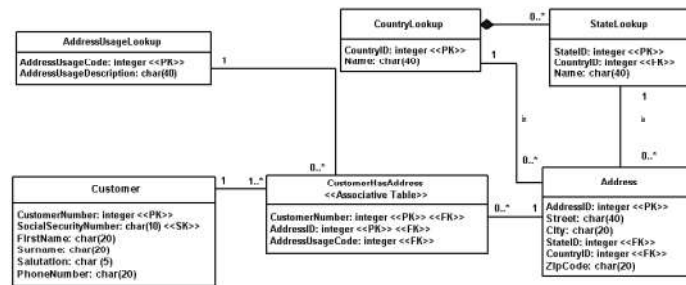 CountryLookup
CountryID: integer <<PK>>
Name: char(40)
0..*
1
StateLookup
StateID: integer <<PK>>
CountryID: integer <<FK>>
Name: char(40)
1
AddressUsageLookup
AddressUsageCode: integer <<PK>>
AddressUsageDescription: char(40)
1
0..*
0..*
0..*
Customer
CustomerNumber: integer <<PK>>
SocialSecurityNumber: char(10) <<SK>>
FirstName: char(20)
Surname: char(20)
Salutation: char (5)
PhoneNumber: char(20)
1
1..*
CustomerHasAddress
<<Associative Table>>
CustomerNumber: integer <<PK>> <<FK>>
AddressID: integer <<PK>> <<FK>>
AddressUsageCode: integer <<FK>>
0..*
1
Address
AddressID: integer <<PK>>
Street: char(40)
City: char(20)
StateID: integer <<FK>>
CountryID: integer <<FK>>
ZipCode: char(20)